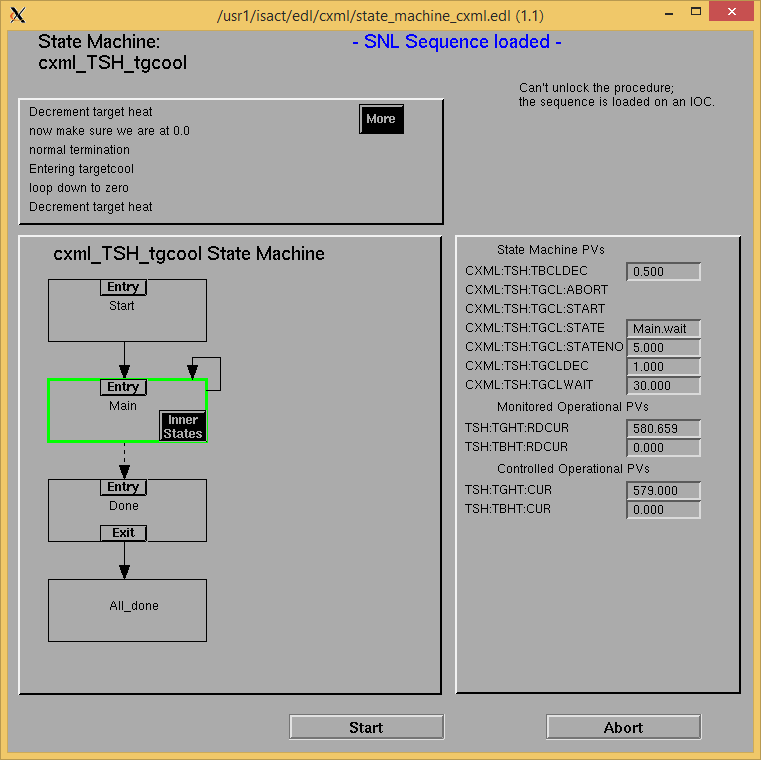 /usr1/isact/edl/cxml/state_machine_cxml.edl (1.1)
State Machine:
cxml_TSH_tgcool
- SNL Sequence loaded -
Can't unlock the procedure;
the sequence is loaded on an IOC.
Decrement target heat
now make sure we are at 0.0
normal termination
Entering targetcool
loop down to zero
Decrement target heat
More
cxml_TSH_tgcool State Machine
Entry
Start
Entry
Main
Inner
States
Entry
Done
Exit
All_done
State Machine PVs
CXML:TSH:TBCLDEC 0.500
CXML:TSH:TGCL:ABORT
CXML:TSH:TGCL:START
CXML:TSH:TGCL:STATE Main.wait
CXML:TSH:TGCL:STATENO 5.000
CXML:TSH:TGCLDEC 1.000
CXML:TSH:TGCLWAIT 30.000
Monitored Operational PVs
TSH:TGHT:RDCUR 580.659
TSH:TBHT:RDCUR 0.000
Controlled Operational PVs
TSH:TGHT:CUR 579.000
TSH:TBHT:CUR 0.000
Start
Abort